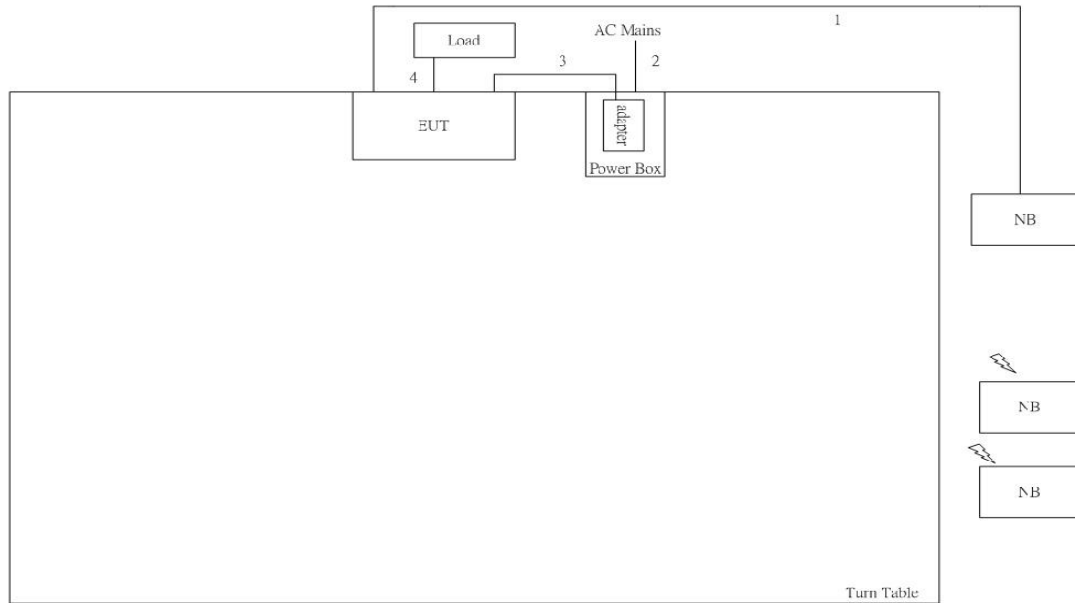 1
Load
AC Mains
4
3
2
EUT
adapter
Power Box
NB
NB
NB
Turn Table